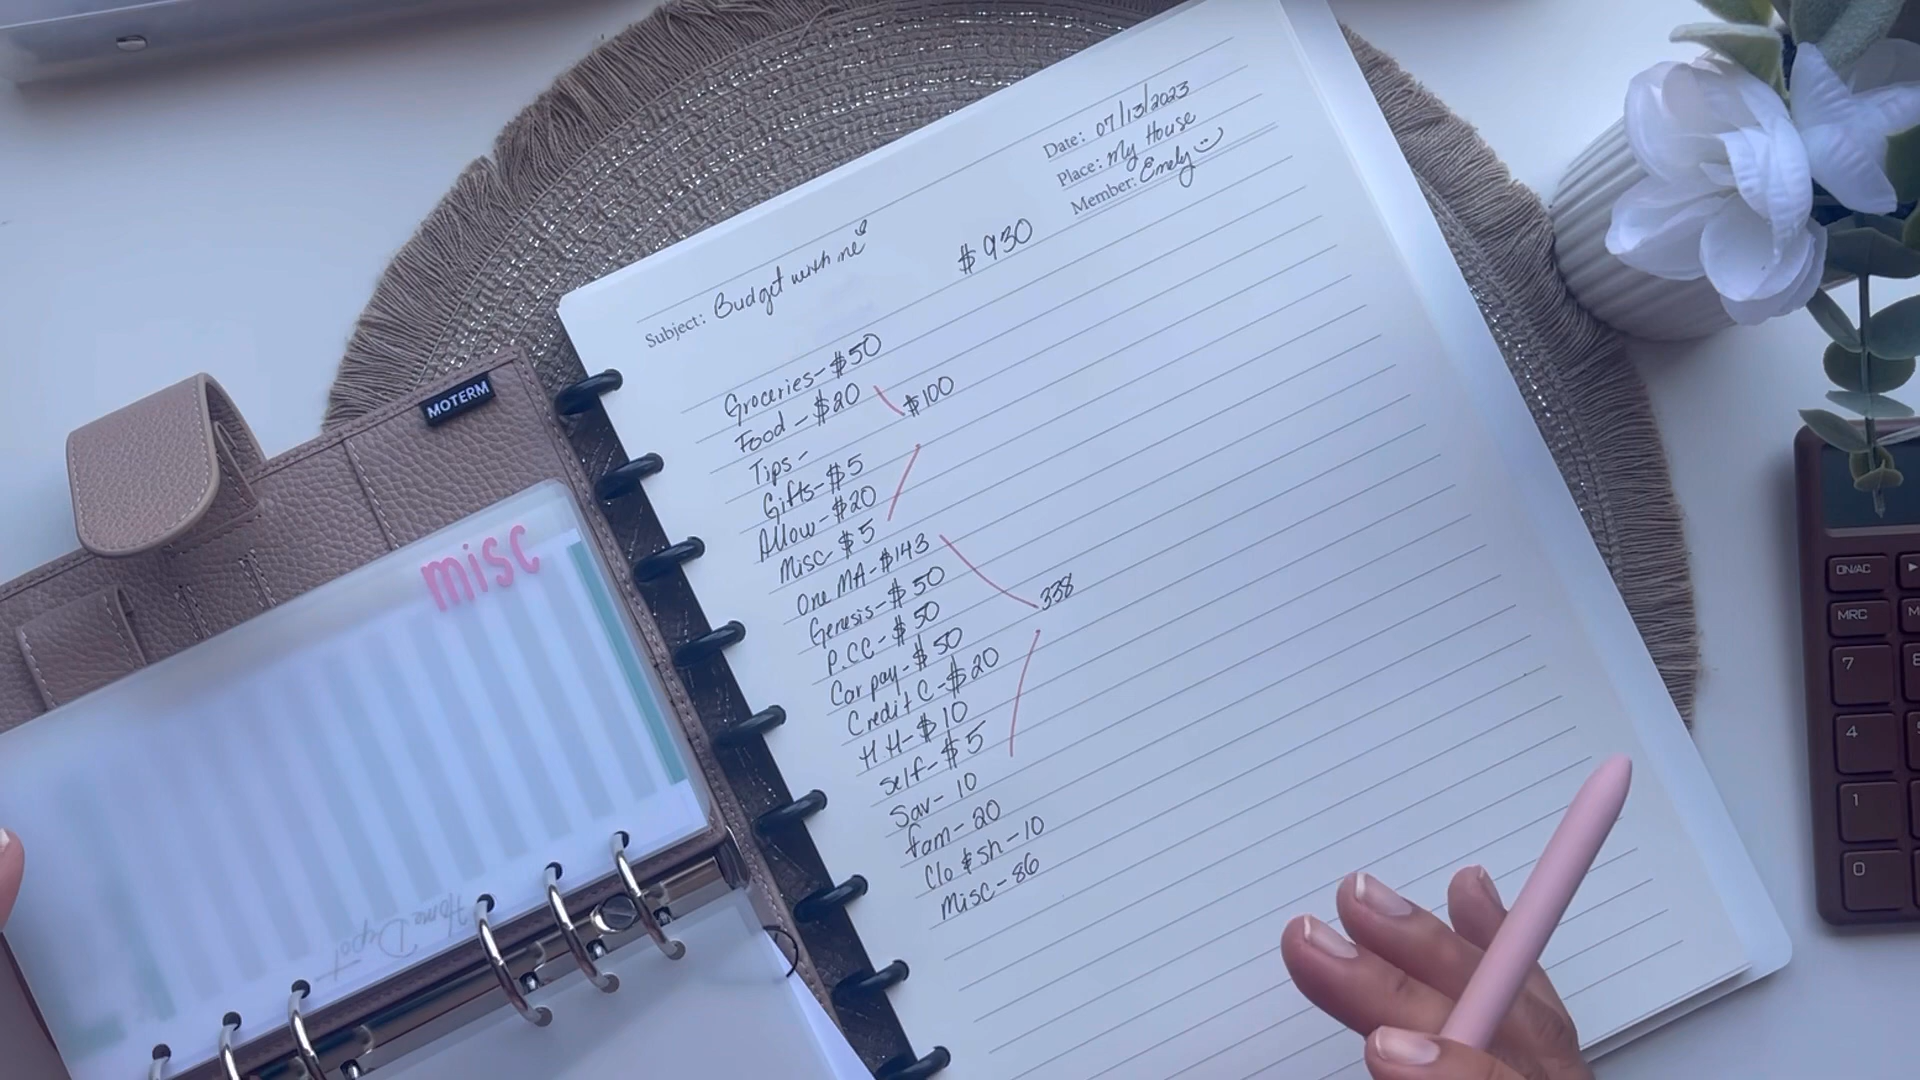 Date: 07/13/2023
Place: My House
Member: Emely
Subject: Budget with me
$930
Groceries-$50
Food-$20
$100
Tips-
Gifts-$5
Allow-$20
Misc-$5
One MA-$143
Genesis-$50
338
P.CC-$50
Car pay-$50
Credit C-$20
HH-$10
Self-$5
Sav-10
fam-20
Clo $ Sh-10
Misc-86
MOTERM
misc
Home Depot
ON/AC
MRC
7
4
1
0